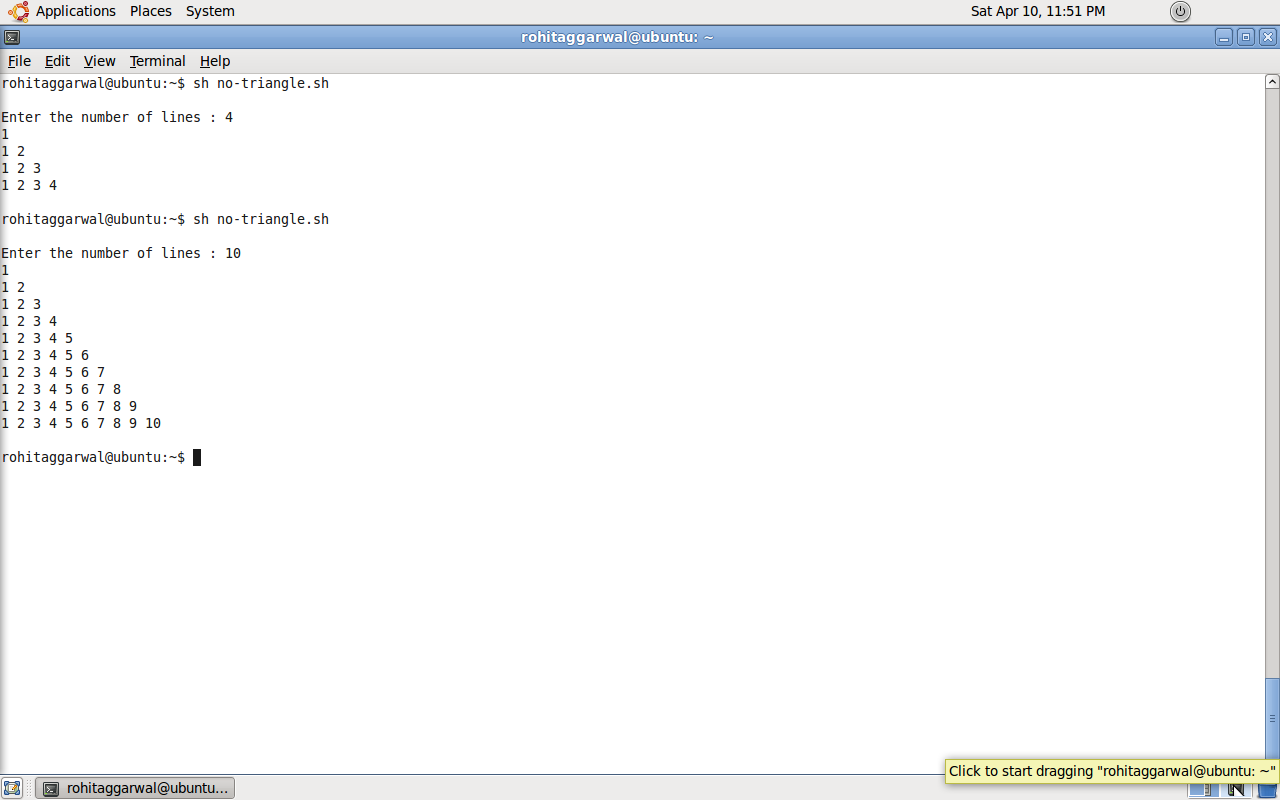 Applications Places System Sat Apr 10, 11:51 PM
rohitaggarwal@ubuntu: ~
File Edit View Terminal Help
rohitaggarwal@ubuntu:~$ sh no-triangle.sh
Enter the number of lines : 4
1
1 2
1 2 3
1 2 3 4
rohitaggarwal@ubuntu:~$ sh no-triangle.sh
Enter the number of lines : 10
1
1 2
1 2 3
1 2 3 4
1 2 3 4 5
1 2 3 4 5 6
1 2 3 4 5 6 7
1 2 3 4 5 6 7 8
1 2 3 4 5 6 7 8 9
1 2 3 4 5 6 7 8 9 10
rohitaggarwal@ubuntu:~$
Click to start dragging "rohitaggarwal@ubuntu: ~"
rohitaggarwal@ubuntu...